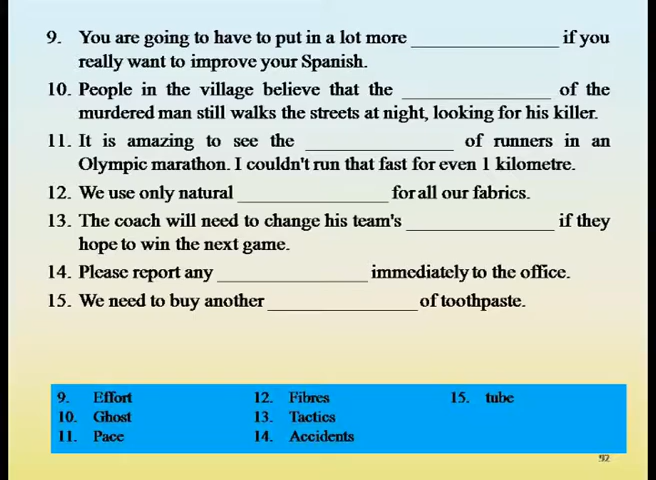 9. You are going to have to put in a lot more ________________ if you
really want to improve your Spanish.
10. People in the village believe that the ________________ of the
murdered man still walks the streets at night, looking for his killer.
11. It is amazing to see the ________________ of runners in an
Olympic marathon. I couldn't run that fast for even 1 kilometre.
12. We use only natural ________________ for all our fabrics.
13. The coach will need to change his team's ________________ if they
hope to win the next game.
14. Please report any ________________ immediately to the office.
15. We need to buy another ________________ of toothpaste.
9. Effort
10. Ghost
11. Pace
12. Fibres
13. Tactics
14. Accidents
15. tube
92